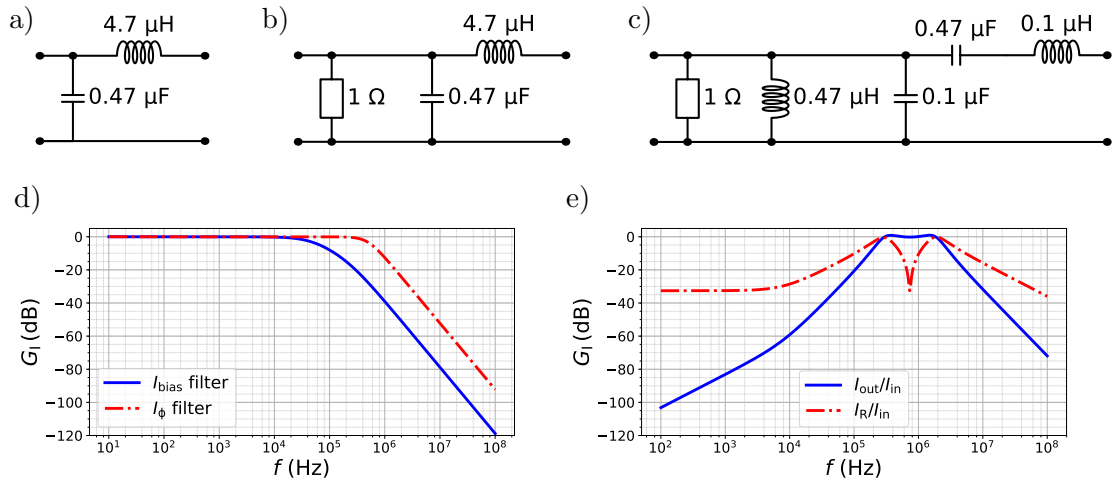 a)
4.7 µH
0.47 µF
b)
4.7 µH
1 Ω
0.47 µF
c)
0.47 µF
0.1 µH
1 Ω
0.47 µH
0.1 µF
d)
0
−20
−40
−60
−80
−100
−120
G_I (dB)
I_bias filter
I_ϕ filter
10^1 10^2 10^3 10^4 10^5 10^6 10^7 10^8
f (Hz)
e)
0
−20
−40
−60
−80
−100
−120
G_I (dB)
I_out/I_in
I_R/I_in
10^2 10^3 10^4 10^5 10^6 10^7 10^8
f (Hz)